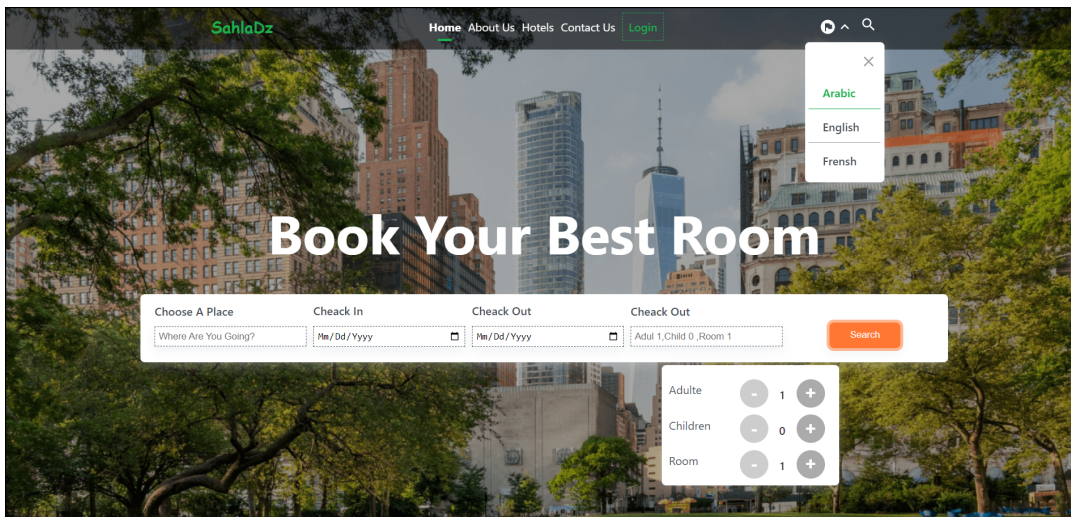 SahlaDz
Home About Us Hotels Contact Us Login
Arabic
English
Frensh
Book Your Best Room
Choose A Place
Where Are You Going?
Cheack In
Mm/Dd/Yyyy
Cheack Out
Mm/Dd/Yyyy
Cheack Out
Adul 1,Child 0 ,Room 1
Search
Adulte - 1 +
Children - 0 +
Room - 1 +